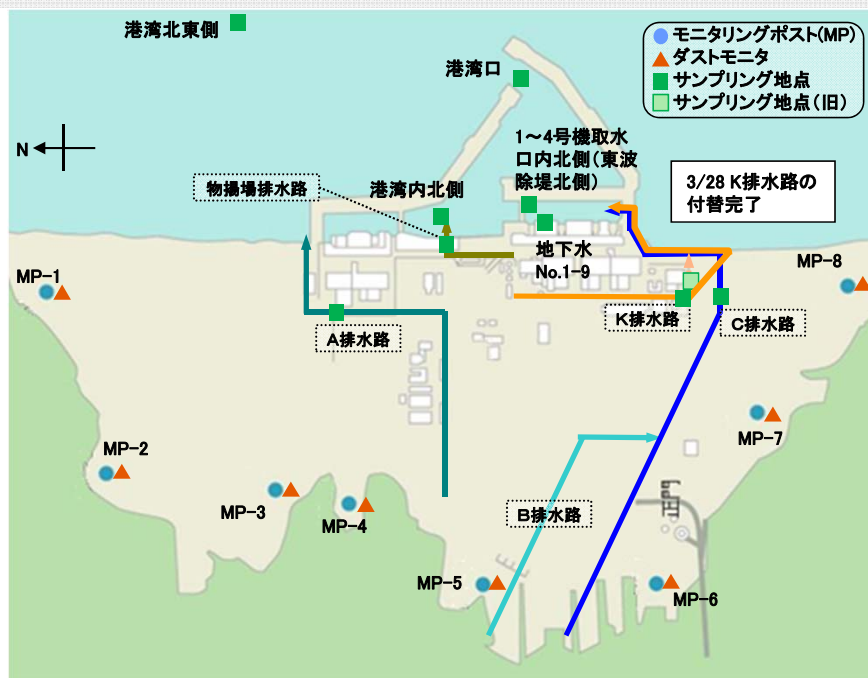 港湾北東側
モニタリングポスト(MP)
ダストモニタ
サンプリング地点
サンプリング地点(旧)
港湾口
N
1～4号機取水
口内北側(東波
除堤北側)
3/28 K排水路の
付替完了
物揚場排水路
港湾内北側
地下水
No.1-9
MP-1
MP-8
K排水路
C排水路
A排水路
MP-7
MP-2
MP-3
MP-4
B排水路
MP-5
MP-6